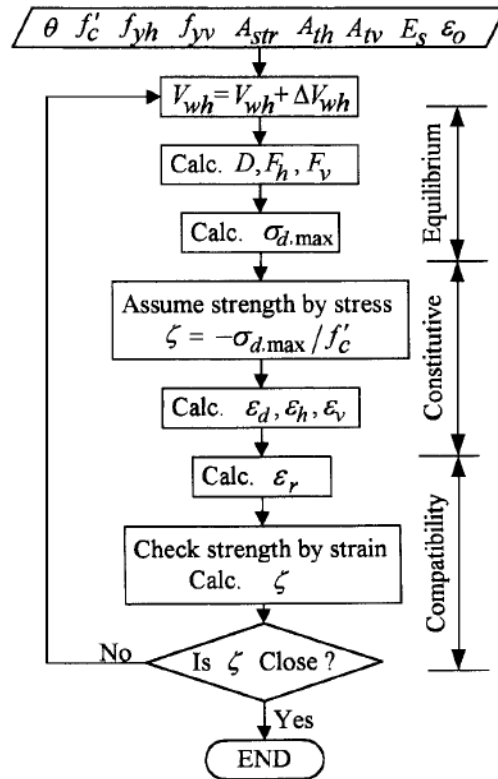 θ f′c fyh fyv Astr Ath Atv Es εo
Vwh = Vwh + ΔVwh
Calc. D, Fh, Fv
Calc. σd,max
Assume strength by stress
ζ = −σd,max / f′c
Calc. εd, εh, εv
Calc. εr
Check strength by strain
Calc. ζ
Is ζ Close ?
No
Yes
END
Equilibrium
Constitutive
Compatibility